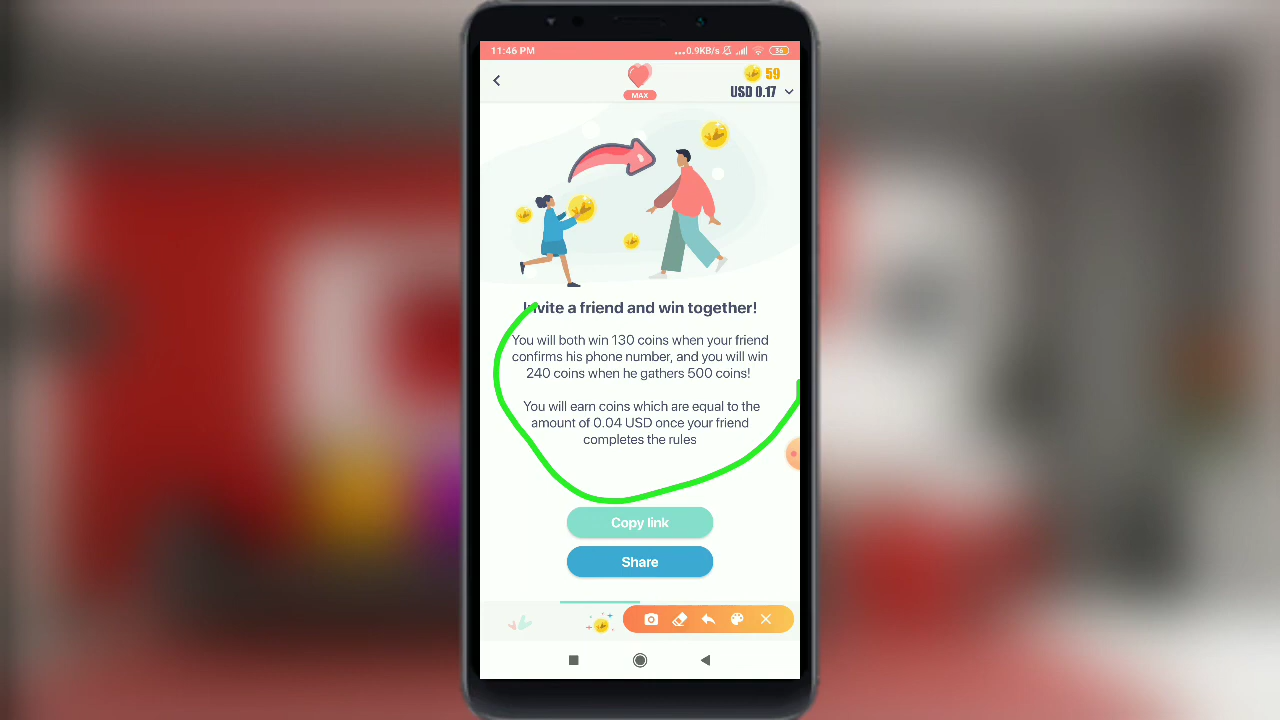 11:46 PM
...0.9KB/s
36
MAX
59
USD 0.17
Invite a friend and win together!
You will both win 130 coins when your friend
confirms his phone number, and you will win
240 coins when he gathers 500 coins!
You will earn coins which are equal to the
amount of 0.04 USD once your friend
completes the rules
Copy link
Share